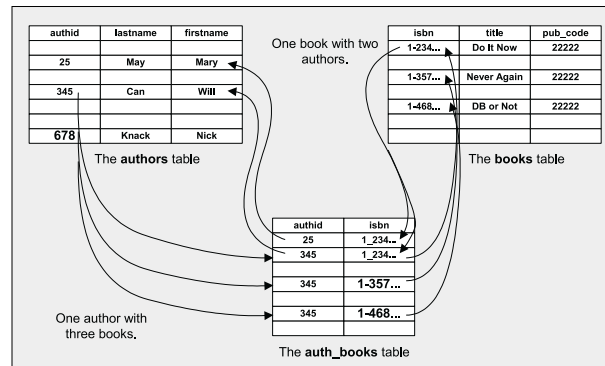 authid lastname firstname
25 May Mary
345 Can Will
678 Knack Nick
The authors table
One book with two
authors.
isbn title pub_code
1-234... Do It Now 22222
1-357... Never Again 22222
1-468... DB or Not 22222
The books table
authid isbn
25 1_234...
345 1_234...
345 1-357...
345 1-468...
The auth_books table
One author with
three books.